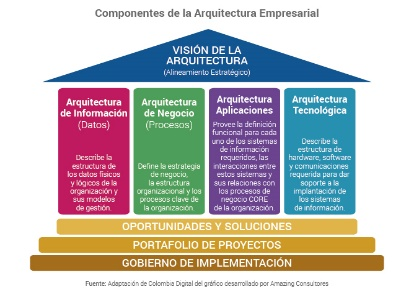 Componentes de la Arquitectura Empresarial
VISIÓN DE LA
ARQUITECTURA
(Alineamiento Estratégico)
Arquitectura
de Información
(Datos)
Describe la
estructura de
los datos físicos
y lógicos de la
organización y
sus modelos
de gestión.
Arquitectura
de Negocio
(Procesos)
Define la estrategia
de negocio,
la estructura
organizacional y los
procesos clave de
la organización.
Arquitectura
Aplicaciones
Provee la definición
funcional para cada
uno de los sistemas
de información
requeridos, las
interacciones entre
estos sistemas y
sus relaciones con
los procesos de
negocio CORE
de la organización.
Arquitectura
Tecnológica
Describe la
estructura de
hardware, software
y comunicaciones
requerida para dar
soporte a la
implantación de
los sistemas
de información.
OPORTUNIDADES Y SOLUCIONES
PORTAFOLIO DE PROYECTOS
GOBIERNO DE IMPLEMENTACIÓN
Fuente: Adaptación de Colombia Digital del gráfico desarrollado por Amazing Consultores